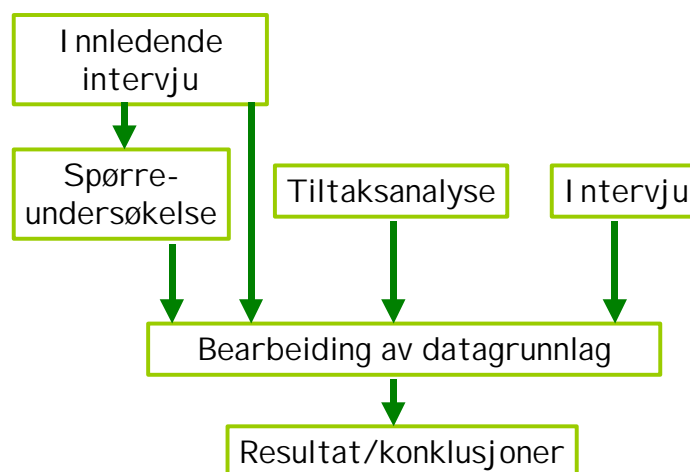 Innledende
intervju
Spørre-
undersøkelse
Tiltaksanalyse
Intervju
Bearbeiding av datagrunnlag
Resultat/konklusjoner